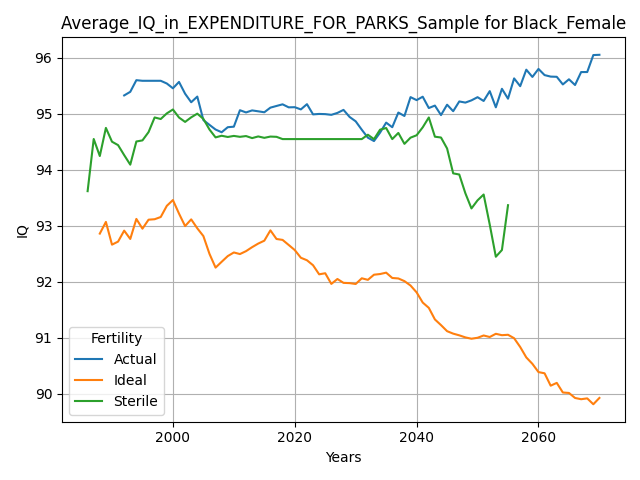 Average_IQ_in_EXPENDITURE_FOR_PARKS_Sample for Black_Female
IQ
96
95
94
93
92
91
90
Fertility
Actual
Ideal
Sterile
2000
2020
2040
2060
Years